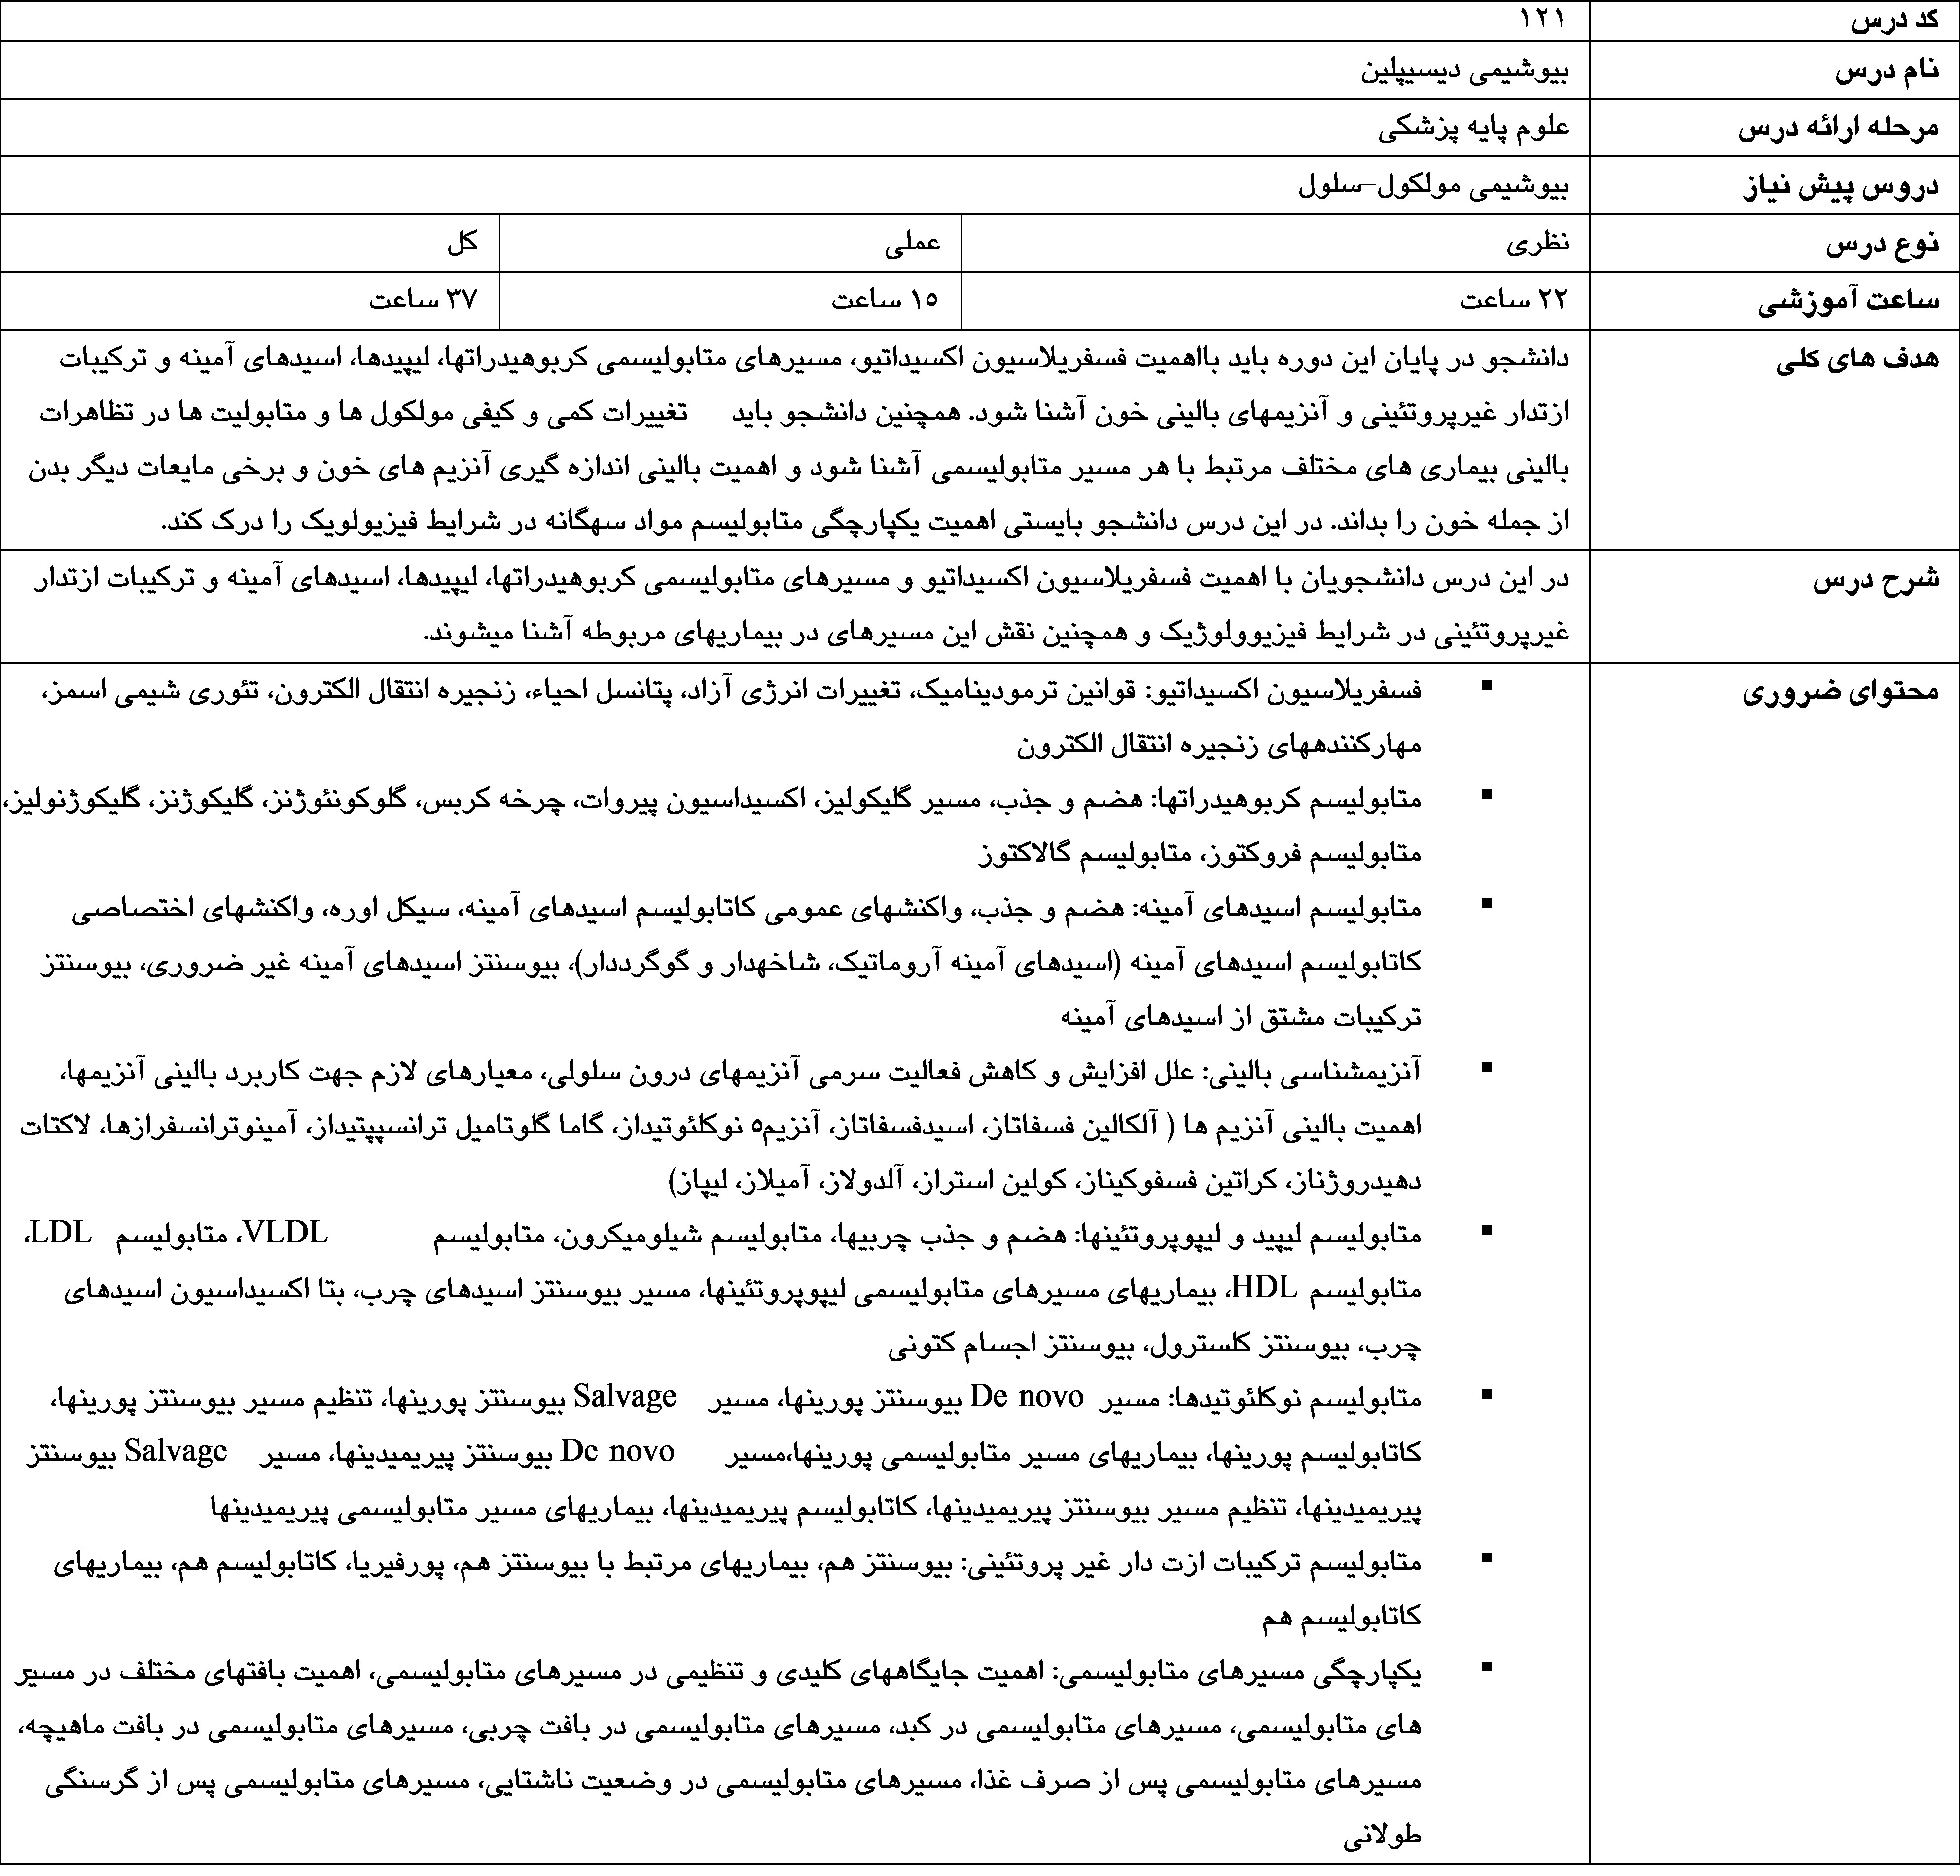 کد درس ۱۲۱
نام درس بیوشیمی دیسیپلین
مرحله ارائه درس علوم پایه پزشکی
دروس پیش نیاز بیوشیمی مولکول–سلول
نوع درس نظری عملی کل
ساعت آموزشی ۲۲ ساعت ۱۵ ساعت ۳۷ ساعت
هدف های کلی دانشجو در پایان این دوره باید بااهمیت فسفریلاسیون اکسیداتیو، مسیرهای متابولیسمی کربوهیدراتها، لیپیدها، اسیدهای آمینه و ترکیبات
ازتدار غیرپروتئینی و آنزیمهای بالینی خون آشنا شود. همچنین دانشجو باید تغییرات کمی و کیفی مولکول ها و متابولیت ها در تظاهرات
بالینی بیماری های مختلف مرتبط با هر مسیر متابولیسمی آشنا شود و اهمیت بالینی اندازه گیری آنزیم های خون و برخی مایعات دیگر بدن
از جمله خون را بداند. در این درس دانشجو بایستی اهمیت یکپارچگی متابولیسم مواد سهگانه در شرایط فیزیولویک را درک کند.
شرح درس در این درس دانشجویان با اهمیت فسفریلاسیون اکسیداتیو و مسیرهای متابولیسمی کربوهیدراتها، لیپیدها، اسیدهای آمینه و ترکیبات ازتدار
غیرپروتئینی در شرایط فیزیوولوژیک و همچنین نقش این مسیرهای در بیماریهای مربوطه آشنا میشوند.
محتوای ضروری ▪ فسفریلاسیون اکسیداتیو: قوانین ترمودینامیک، تغییرات انرژی آزاد، پتانسل احیاء، زنجیره انتقال الکترون، تئوری شیمی اسمز،
مهارکنندههای زنجیره انتقال الکترون
▪ متابولیسم کربوهیدراتها: هضم و جذب، مسیر گلیکولیز، اکسیداسیون پیروات، چرخه کربس، گلوکونئوژنز، گلیکوژنز، گلیکوژنولیز،
متابولیسم فروکتوز، متابولیسم گالاکتوز
▪ متابولیسم اسیدهای آمینه: هضم و جذب، واکنشهای عمومی کاتابولیسم اسیدهای آمینه، سیکل اوره، واکنشهای اختصاصی
کاتابولیسم اسیدهای آمینه (اسیدهای آمینه آروماتیک، شاخهدار و گوگرددار)، بیوسنتز اسیدهای آمینه غیر ضروری، بیوسنتز
ترکیبات مشتق از اسیدهای آمینه
▪ آنزیمشناسی بالینی: علل افزایش و کاهش فعالیت سرمی آنزیمهای درون سلولی، معیارهای لازم جهت کاربرد بالینی آنزیمها،
اهمیت بالینی آنزیم ها ( آلکالین فسفاتاز، اسیدفسفاتاز، آنزیم۵ نوکلئوتیداز، گاما گلوتامیل ترانسپپتیداز، آمینوترانسفرازها، لاکتات
دهیدروژناز، کراتین فسفوکیناز، کولین استراز، آلدولاز، آمیلاز، لیپاز)
▪ متابولیسم لیپید و لیپوپروتئینها: هضم و جذب چربیها، متابولیسم شیلومیکرون، متابولیسم VLDL، متابولیسم LDL،
متابولیسم HDL، بیماریهای مسیرهای متابولیسمی لیپوپروتئینها، مسیر بیوسنتز اسیدهای چرب، بتا اکسیداسیون اسیدهای
چرب، بیوسنتز کلسترول، بیوسنتز اجسام کتونی
▪ متابولیسم نوکلئوتیدها: مسیر De novo بیوسنتز پورینها، مسیر Salvage بیوسنتز پورینها، تنظیم مسیر بیوسنتز پورینها،
کاتابولیسم پورینها، بیماریهای مسیر متابولیسمی پورینها،مسیر De novo بیوسنتز پیریمیدینها، مسیر Salvage بیوسنتز
پیریمیدینها، تنظیم مسیر بیوسنتز پیریمیدینها، کاتابولیسم پیریمیدینها، بیماریهای مسیر متابولیسمی پیریمیدینها
▪ متابولیسم ترکیبات ازت دار غیر پروتئینی: بیوسنتز هم، بیماریهای مرتبط با بیوسنتز هم، پورفیریا، کاتابولیسم هم، بیماریهای
کاتابولیسم هم
▪ یکپارچگی مسیرهای متابولیسمی: اهمیت جایگاههای کلیدی و تنظیمی در مسیرهای متابولیسمی، اهمیت بافتهای مختلف در مسیر
های متابولیسمی، مسیرهای متابولیسمی در کبد، مسیرهای متابولیسمی در بافت چربی، مسیرهای متابولیسمی در بافت ماهیچه،
مسیرهای متابولیسمی پس از صرف غذا، مسیرهای متابولیسمی در وضعیت ناشتایی، مسیرهای متابولیسمی پس از گرسنگی
طولانی